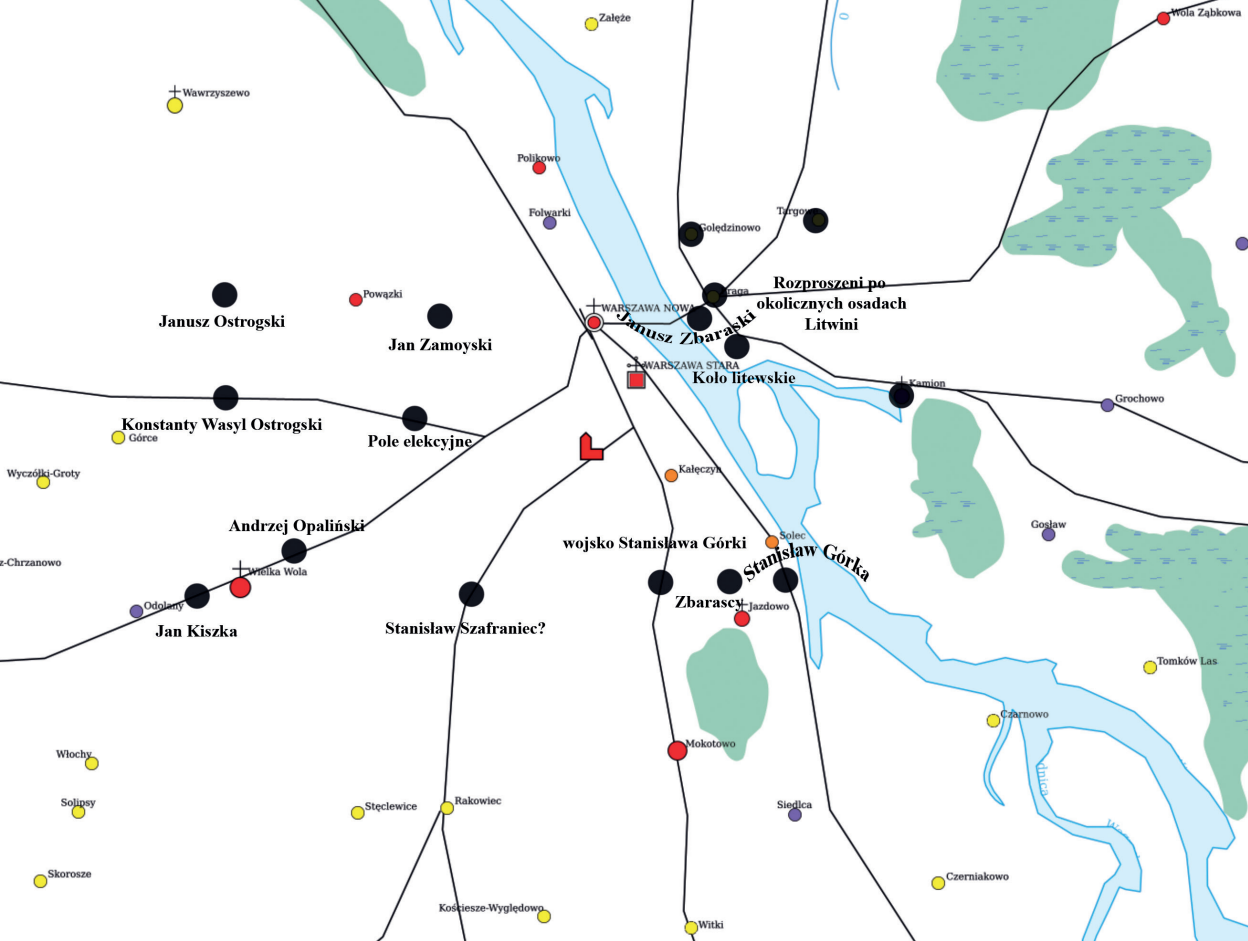 Załęże
Wola Ząbkowa
Wawrzyszewo
Polikowo
Folwarki
Targowe
Golędzinowo
Praga
Rozproszeni po
okolicznych osadach
Litwini
Powązki
WARSZAWA NOWA
Janusz Zbaraski
Janusz Ostrogski
Jan Zamoyski
WARSZAWA STARA
Koło litewskie
Kamion
Grochowo
Konstanty Wasyl Ostrogski
Górce
Pole elekcyjne
Wyczółki-Groty
Kałęczyn
Andrzej Opaliński
Gosław
wojsko Stanisława Górki
Solec
Stanisław Górka
z-Chrzanowo
Wielka Wola
Odolany
Zbarascy
Jazdowo
Jan Kiszka
Stanisław Szafraniec?
Tomków Las
Czarnowo
Mokotowo
Włochy
dnica
Solipsy
Stęclewice
Rakowiec
Siedlca
Skorosze
Czerniakowo
Kościesze-Wyględowo
Witki